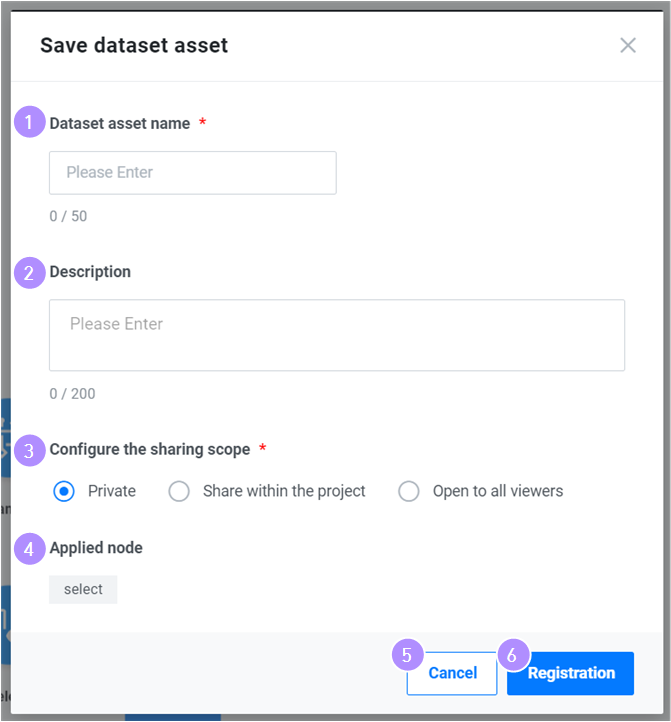 Save dataset asset
1 Dataset asset name *
Please Enter
0 / 50
2 Description
Please Enter
0 / 200
3 Configure the sharing scope *
Private Share within the project Open to all viewers
4 Applied node
select
5 Cancel 6 Registration